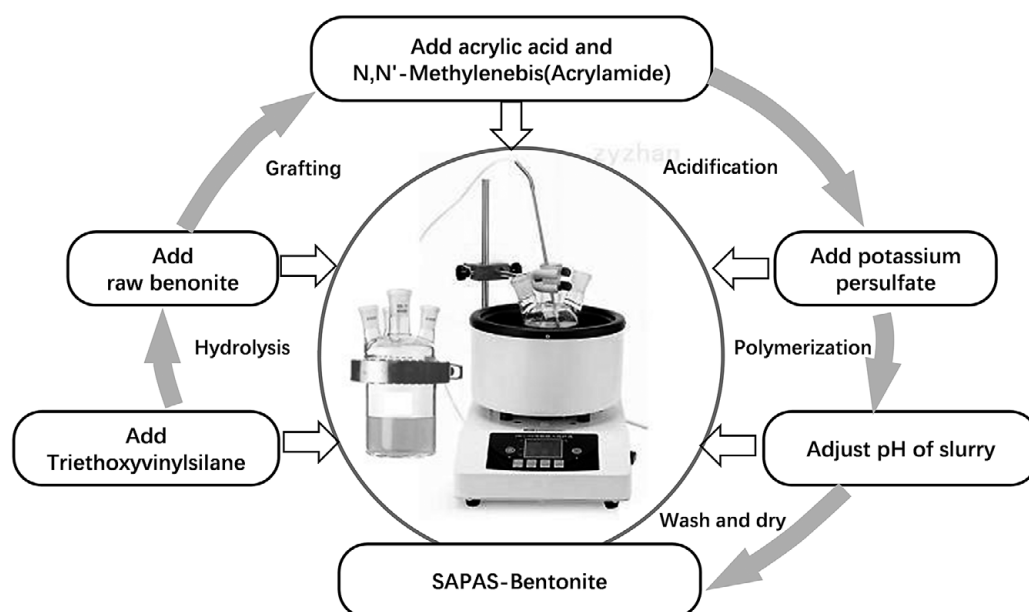 Add acrylic acid and
N,N'-Methylenebis(Acrylamide)
zyzhan
Grafting
Acidification
Add
raw benonite
Add potassium
persulfate
Hydrolysis
Polymerization
Add
Triethoxyvinylsilane
Adjust pH of slurry
Wash and dry
SAPAS-Bentonite